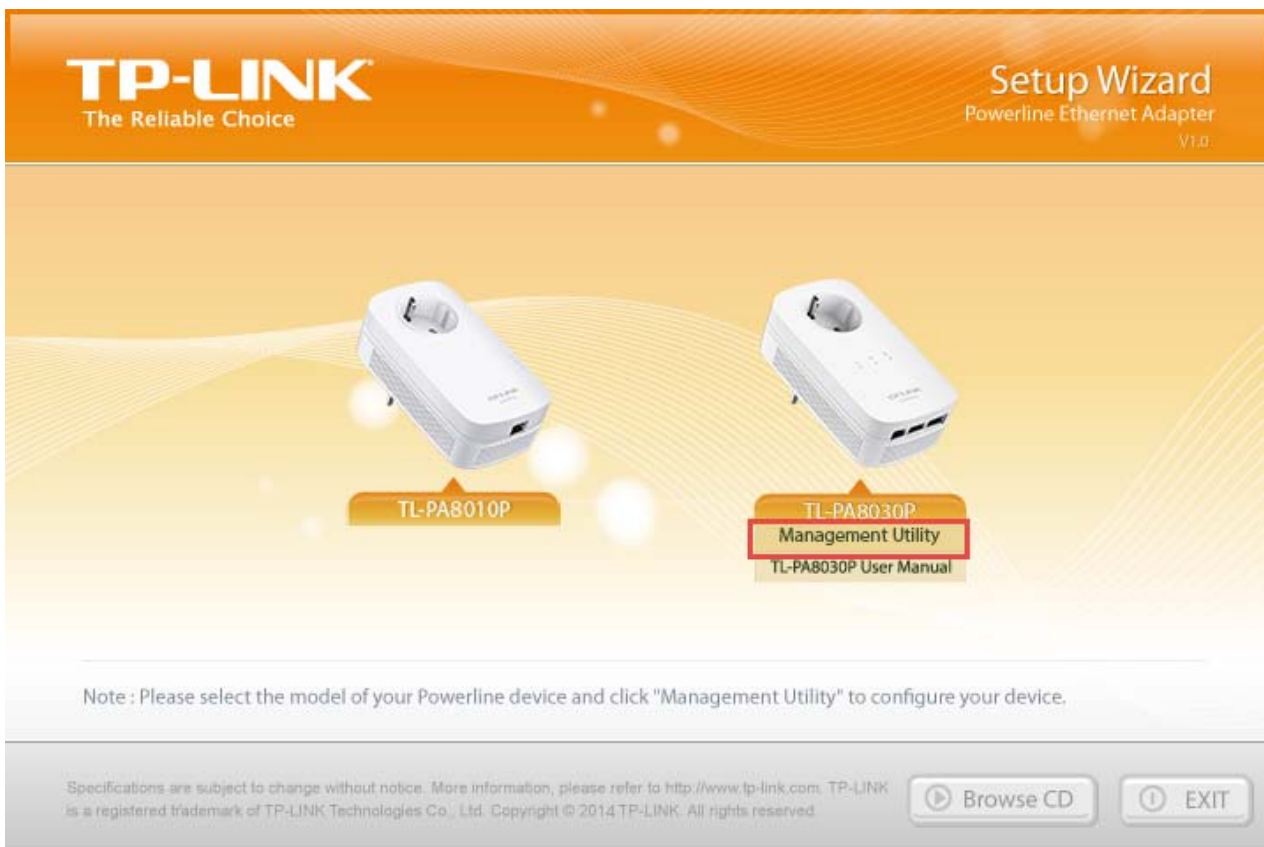 TP-LINK
The Reliable Choice
Setup Wizard
Powerline Ethernet Adapter
V1.0
TL-PA8010P
TL-PA8030P
Management Utility
TL-PA8030P User Manual
Note : Please select the model of your Powerline device and click "Management Utility" to configure your device.
Specifications are subject to change without notice. More information, please refer to http://www.tp-link.com. TP-LINK
is a registered trademark of TP-LINK Technologies Co., Ltd. Copyright © 2014 TP-LINK. All rights reserved.
Browse CD
EXIT